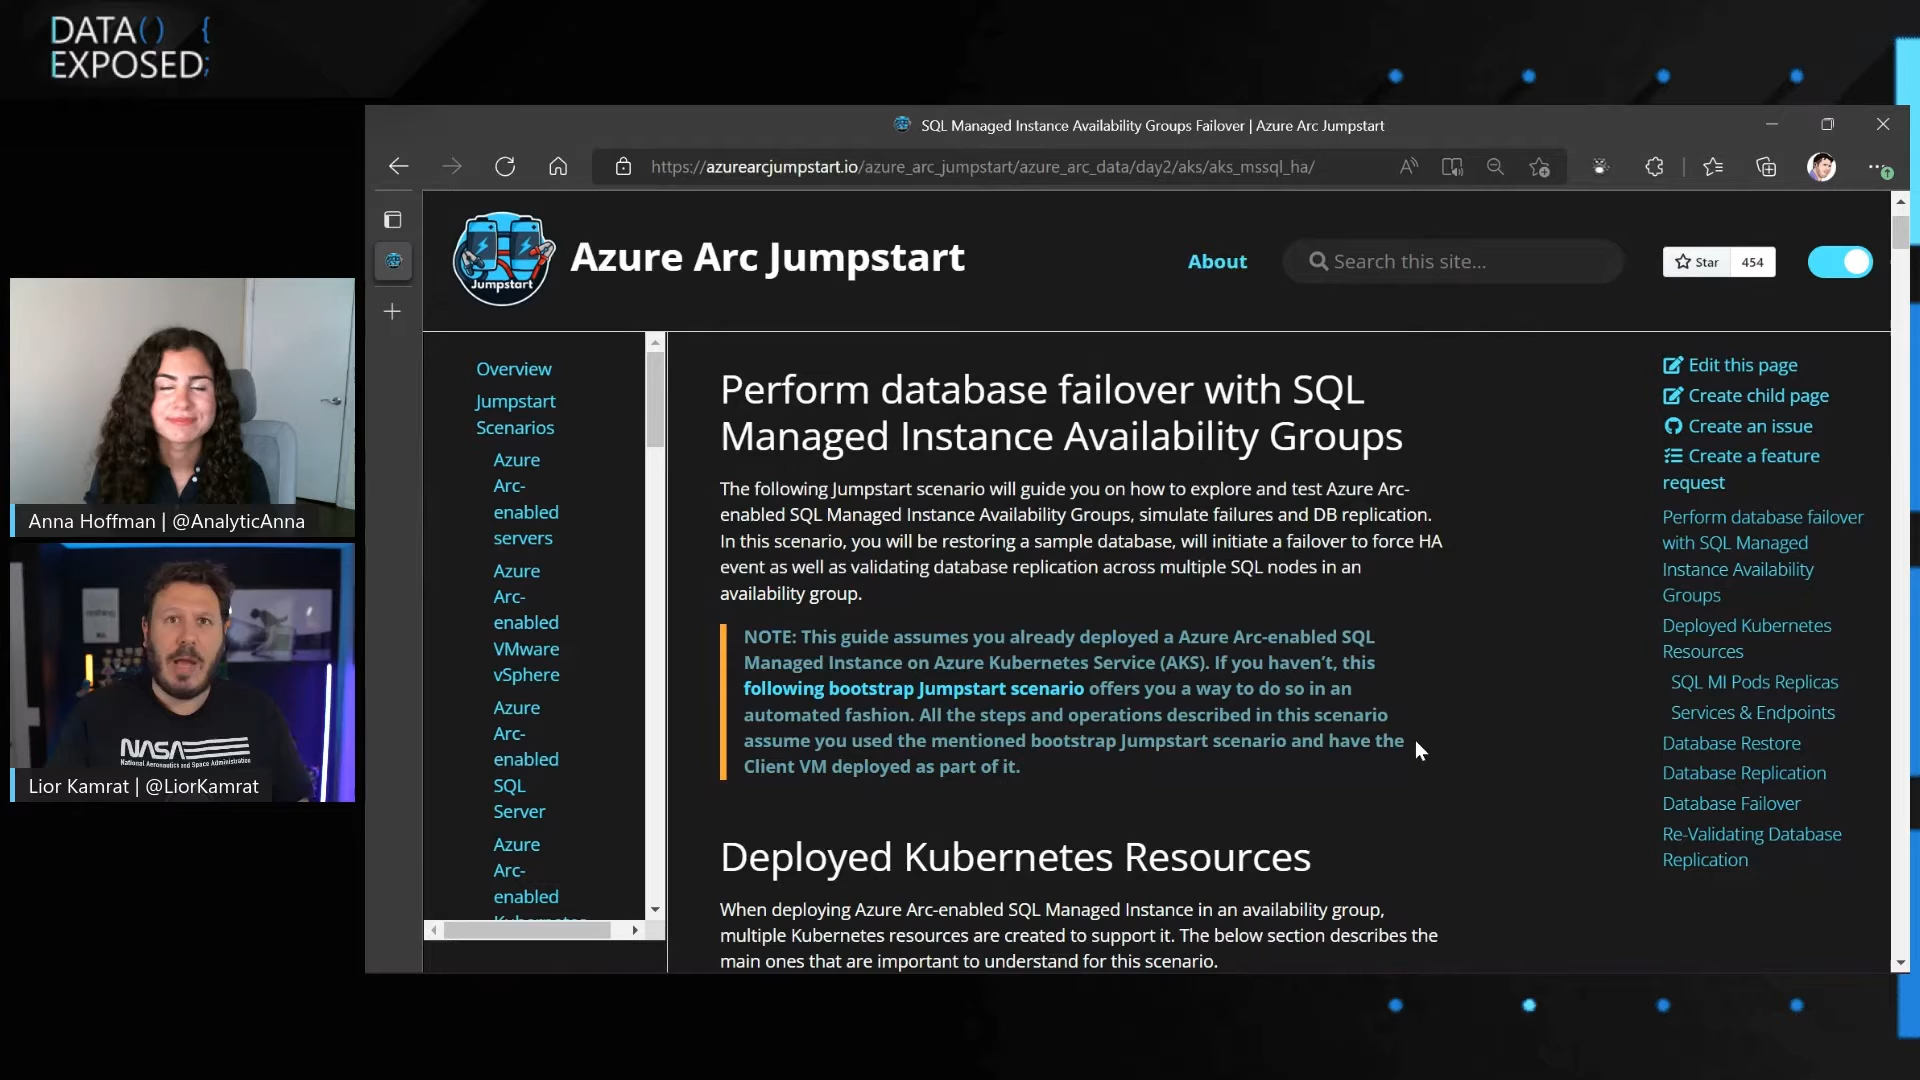 DATA() {
EXPOSED;
SQL Managed Instance Availability Groups Failover | Azure Arc Jumpstart
https://azurearcjumpstart.io/azure_arc_jumpstart/azure_arc_data/day2/aks/aks_mssql_ha/
Jumpstart
Azure Arc Jumpstart
About
Search this site...
Star
454
Overview
Jumpstart
Scenarios
Azure
Arc-
enabled
servers
Azure
Arc-
enabled
VMware
vSphere
Azure
Arc-
enabled
SQL
Server
Azure
Arc-
enabled
Kubernetes
Perform database failover with SQL
Managed Instance Availability Groups
The following Jumpstart scenario will guide you on how to explore and test Azure Arc-
enabled SQL Managed Instance Availability Groups, simulate failures and DB replication.
In this scenario, you will be restoring a sample database, will initiate a failover to force HA
event as well as validating database replication across multiple SQL nodes in an
availability group.
NOTE: This guide assumes you already deployed a Azure Arc-enabled SQL
Managed Instance on Azure Kubernetes Service (AKS). If you haven't, this
following bootstrap Jumpstart scenario offers you a way to do so in an
automated fashion. All the steps and operations described in this scenario
assume you used the mentioned bootstrap Jumpstart scenario and have the
Client VM deployed as part of it.
Deployed Kubernetes Resources
When deploying Azure Arc-enabled SQL Managed Instance in an availability group,
multiple Kubernetes resources are created to support it. The below section describes the
main ones that are important to understand for this scenario.
Edit this page
Create child page
Create an issue
Create a feature
request
Perform database failover
with SQL Managed
Instance Availability
Groups
Deployed Kubernetes
Resources
SQL MI Pods Replicas
Services & Endpoints
Database Restore
Database Replication
Database Failover
Re-Validating Database
Replication
Anna Hoffman | @AnalyticAnna
NASA
National Aeronautics and Space Administration
Lior Kamrat | @LiorKamrat